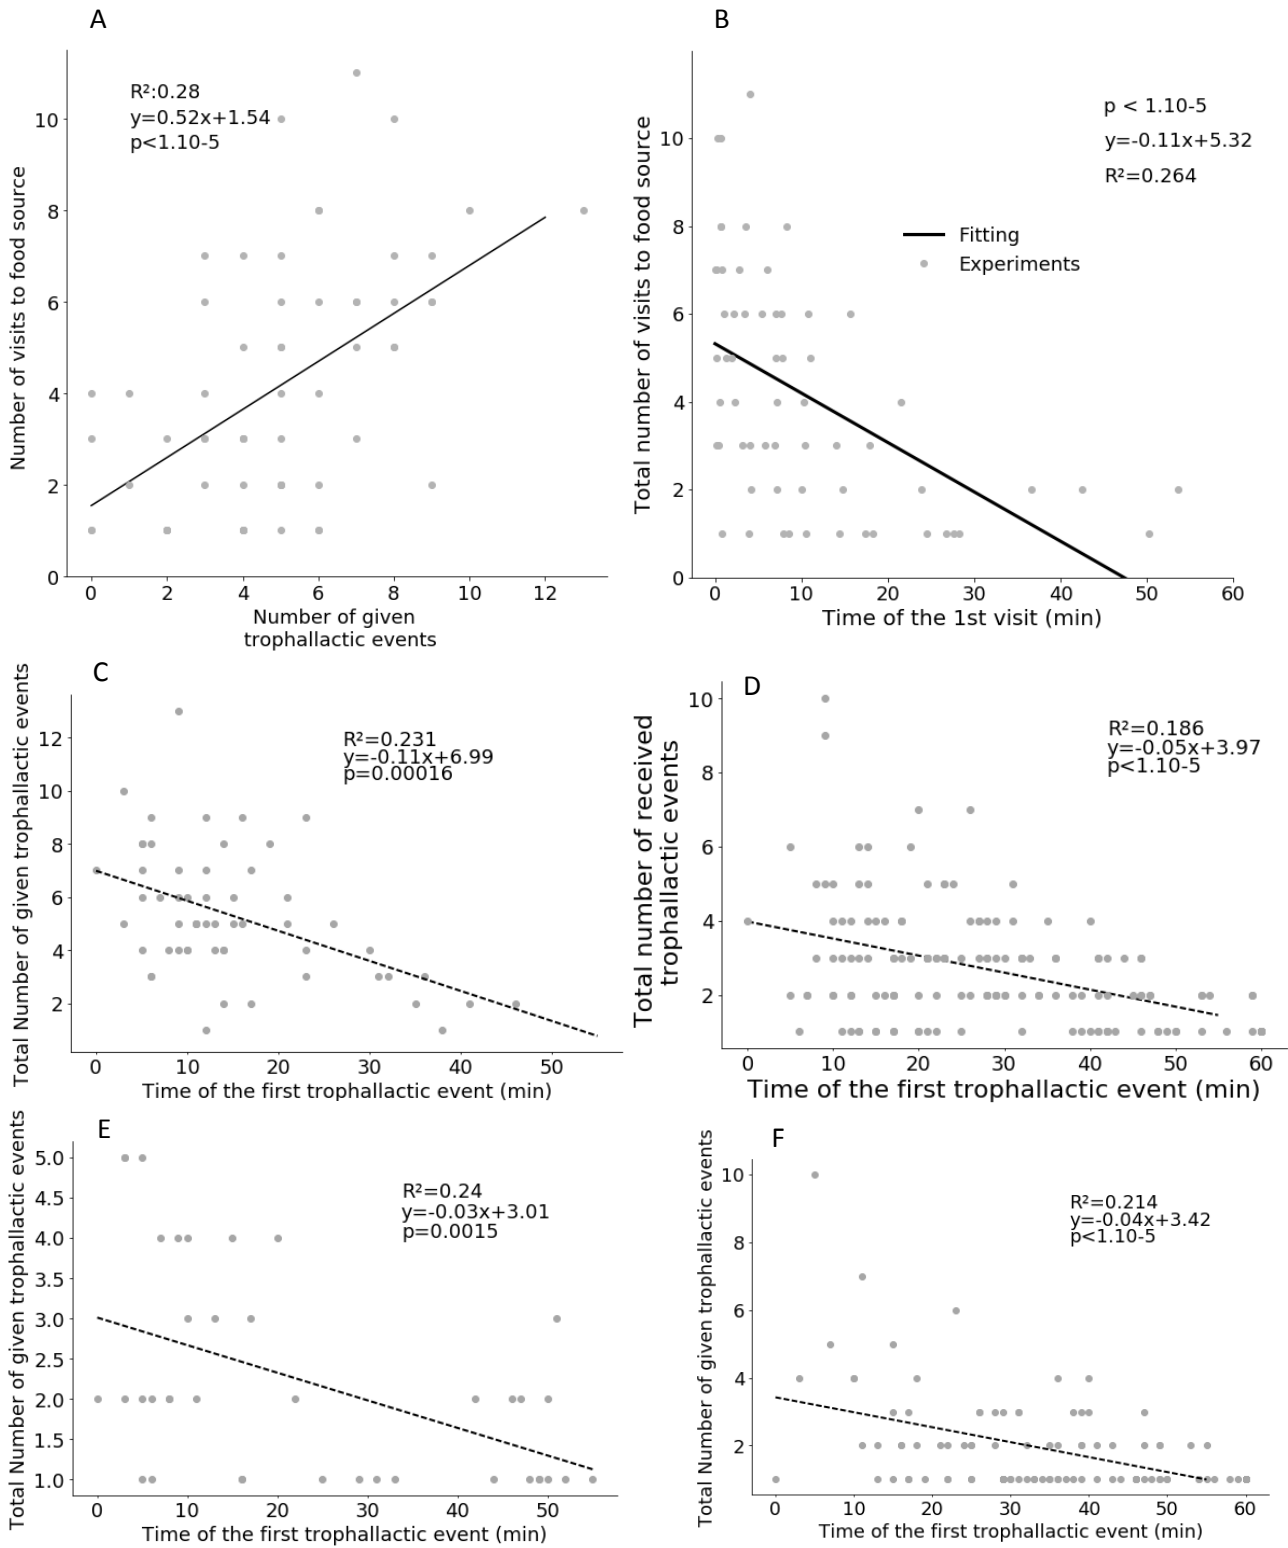 A
R²:0.28
y=0.52x+1.54
p<1.10-5
10
8
6
4
2
0
0 2 4 6 8 10 12
Number of visits to food source
Number of given
trophallactic events
B
p < 1.10-5
y=-0.11x+5.32
R²=0.264
Fitting
Experiments
10
8
6
4
2
0
0 10 20 30 40 50 60
Total number of visits to food source
Time of the 1st visit (min)
C
R²=0.231
y=-0.11x+6.99
p=0.00016
12
10
8
6
4
2
0 10 20 30 40 50
Total Number of given trophallactic events
Time of the first trophallactic event (min)
D
R²=0.186
y=-0.05x+3.97
p<1.10-5
10
8
6
4
2
0 10 20 30 40 50 60
Total number of received
trophallactic events
Time of the first trophallactic event (min)
E
R²=0.24
y=-0.03x+3.01
p=0.0015
5.0
4.5
4.0
3.5
3.0
2.5
2.0
1.5
1.0
0 10 20 30 40 50
Total Number of given trophallactic events
Time of the first trophallactic event (min)
F
R²=0.214
y=-0.04x+3.42
p<1.10-5
10
8
6
4
2
0 10 20 30 40 50 60
Total Number of given trophallactic events
Time of the first trophallactic event (min)